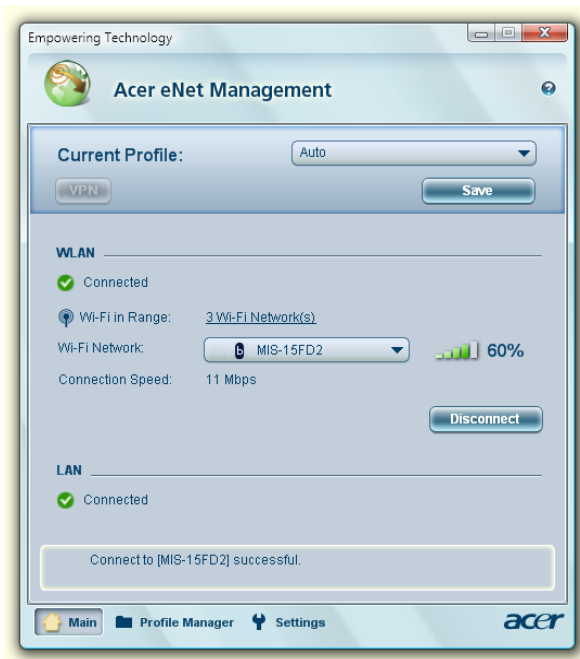 Empowering Technology
Acer eNet Management
Current Profile: Auto
VPN Save
WLAN
Connected
Wi-Fi in Range: 3 Wi-Fi Network(s)
Wi-Fi Network: b MIS-15FD2 60%
Connection Speed: 11 Mbps
Disconnect
LAN
Connected
Connect to [MIS-15FD2] successful.
Main Profile Manager Settings acer